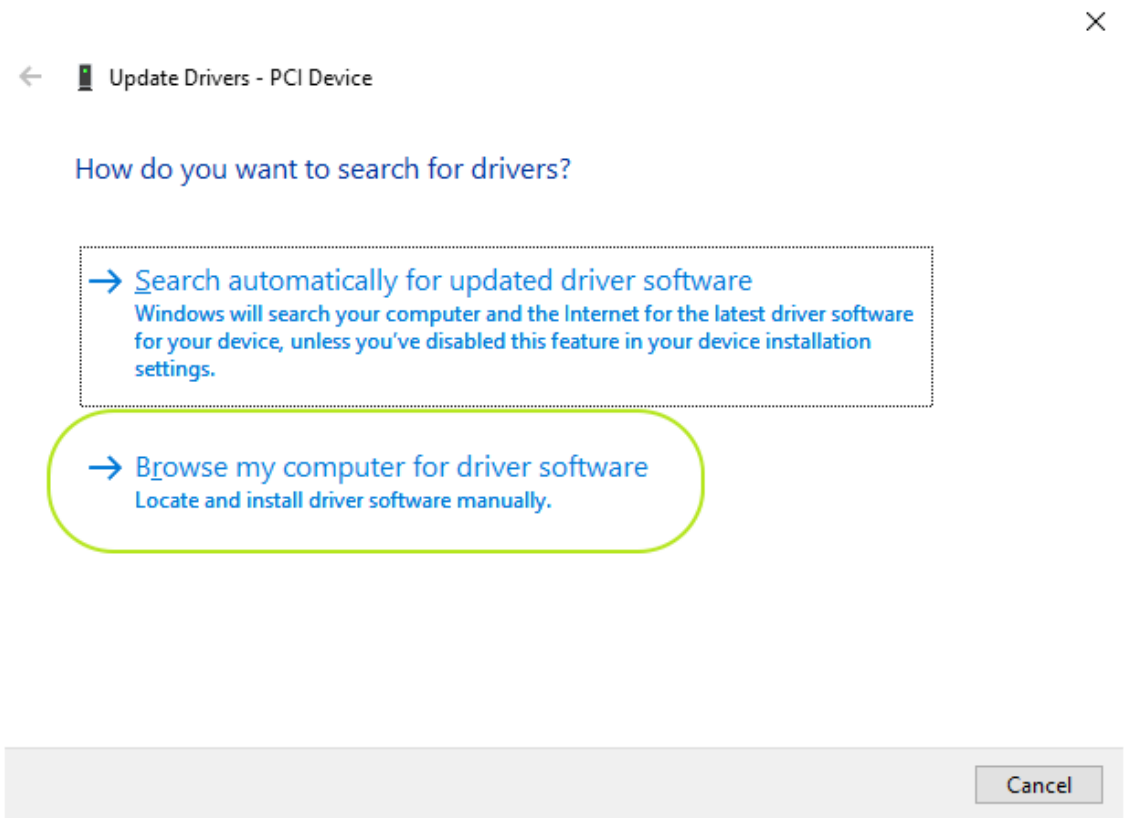 Update Drivers - PCI Device
How do you want to search for drivers?
Search automatically for updated driver software
Windows will search your computer and the Internet for the latest driver software
for your device, unless you've disabled this feature in your device installation
settings.
Browse my computer for driver software
Locate and install driver software manually.
Cancel